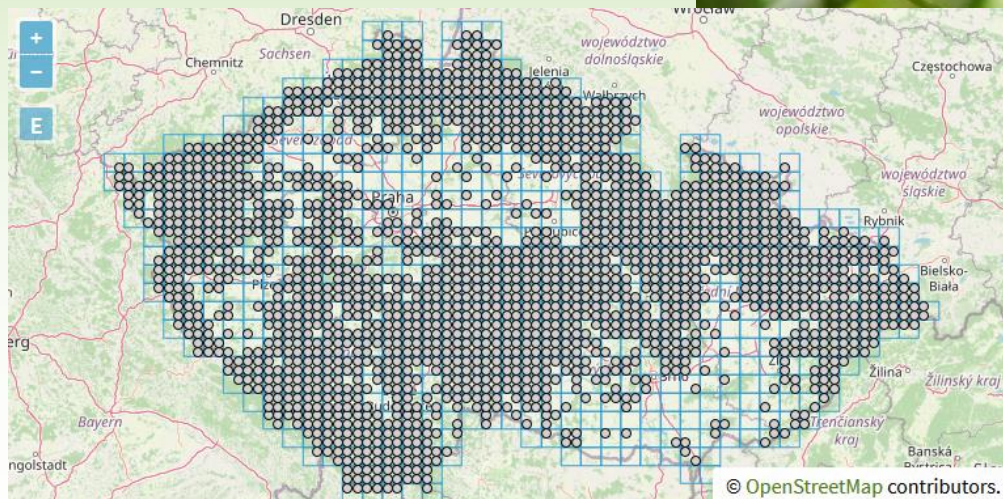 Dresden
Wrocław
+
Sachsen
województwo
dolnośląskie
Chemnitz
Jelenia
Częstochowa
−
Wałbrzych
E
województwo
opolskie
województwo
śląskie
Praha
Rybnik
Bielsko-
Biała
Žilina
Žilinský kraj
Bayern
Trenčiansky
kraj
Banská
Bystrica
© OpenStreetMap contributors.